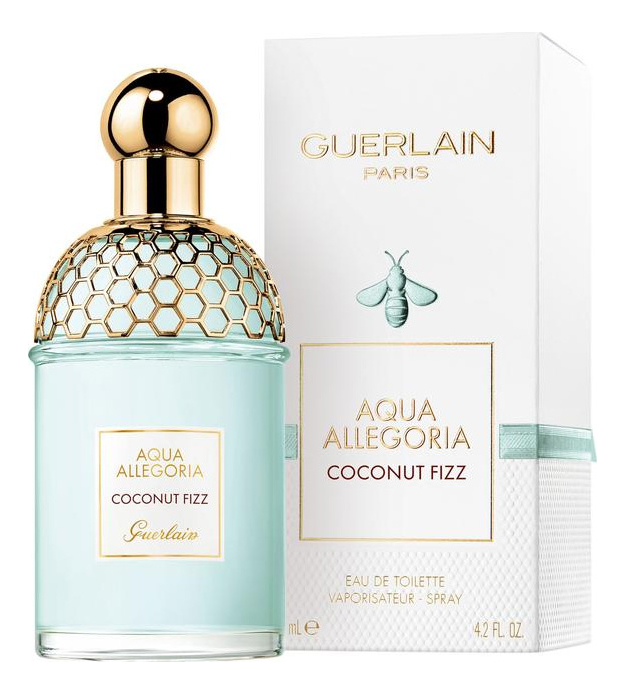 AQUA
ALLEGORIA
COCONUT FIZZ
Guerlain
GUERLAIN
PARIS
AQUA
ALLEGORIA
COCONUT FIZZ
EAU DE TOILETTE
VAPORISATEUR - SPRAY
mL ℮
4.2 FL. OZ.